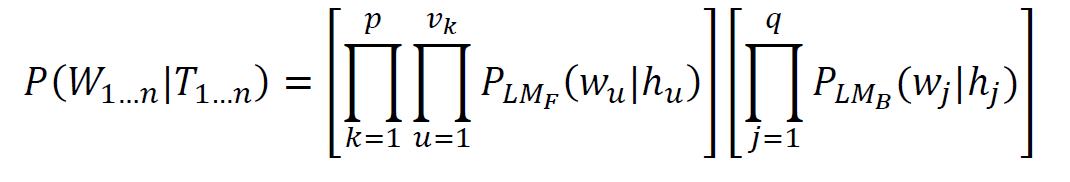 P(W_{1…n}|T_{1…n}) = [∏_{k=1}^{p} ∏_{u=1}^{v_k} P_{LM_F}(w_u|h_u)] [∏_{j=1}^{q} P_{LM_B}(w_j|h_j)]